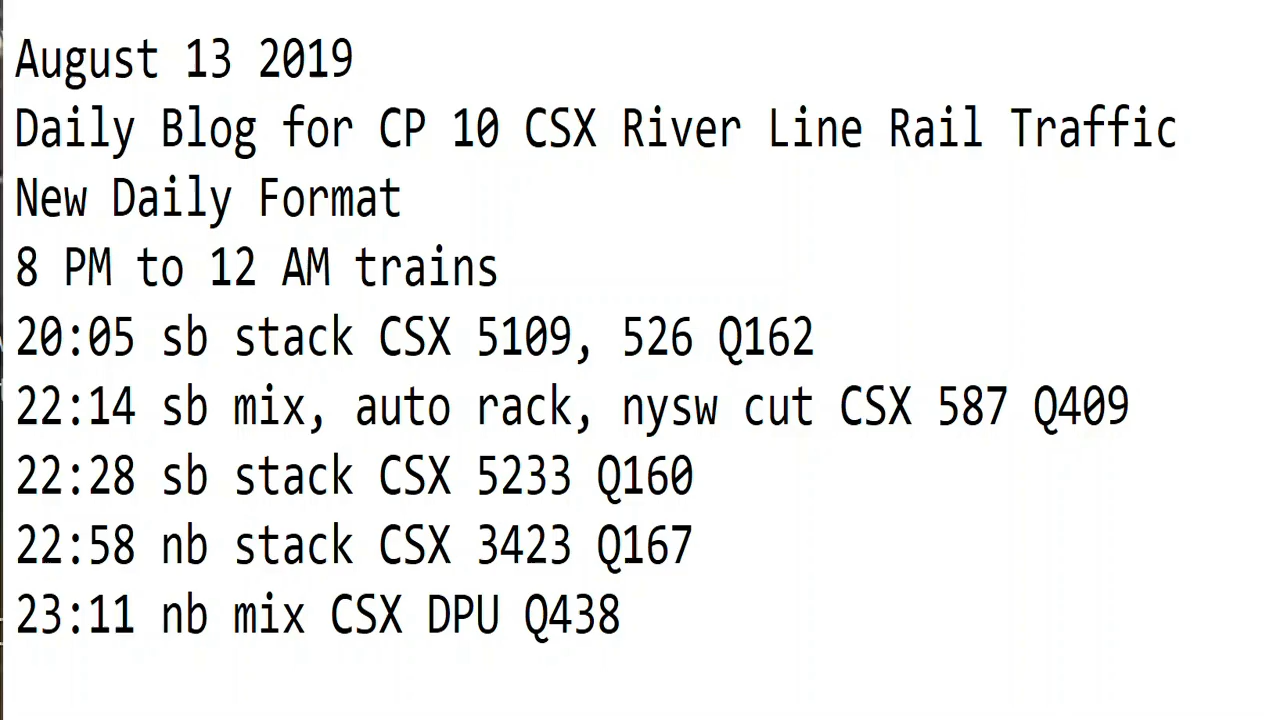 August 13 2019
Daily Blog for CP 10 CSX River Line Rail Traffic
New Daily Format
8 PM to 12 AM trains
20:05 sb stack CSX 5109, 526 Q162
22:14 sb mix, auto rack, nysw cut CSX 587 Q409
22:28 sb stack CSX 5233 Q160
22:58 nb stack CSX 3423 Q167
23:11 nb mix CSX DPU Q438